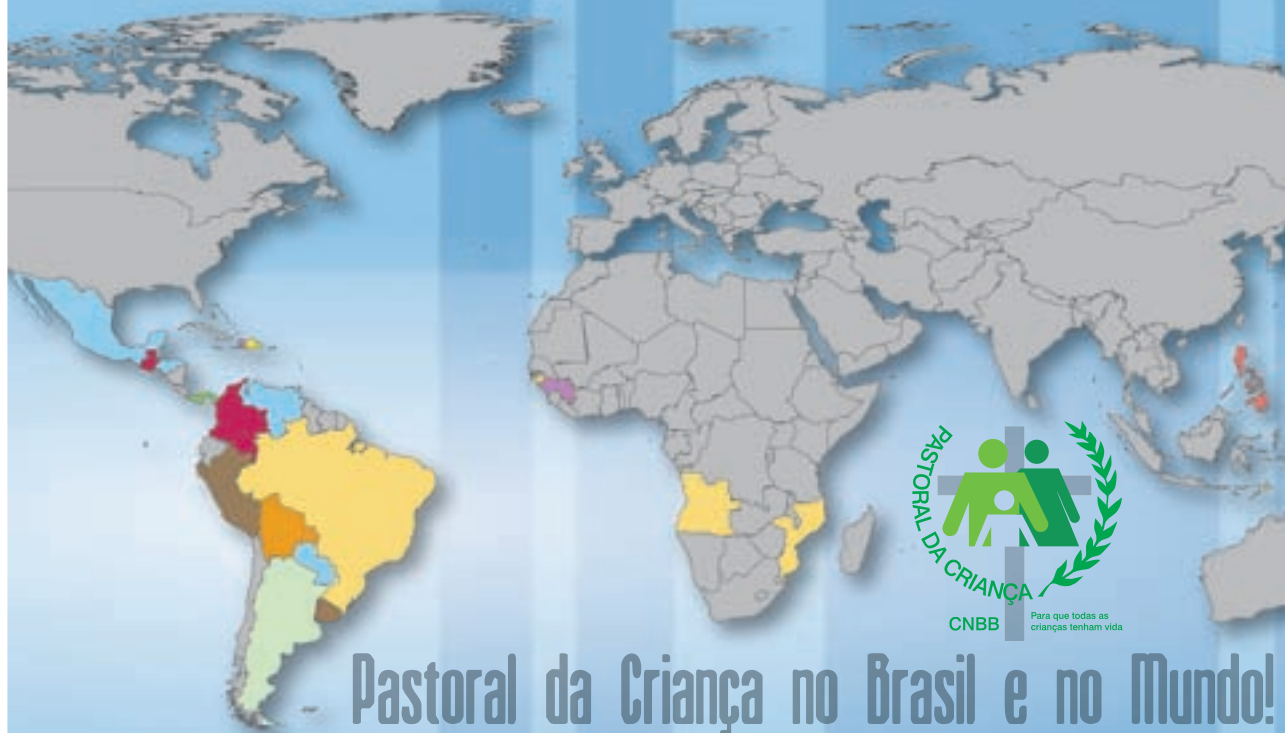 PASTORAL DA CRIANÇA
CNBB
Para que todas as
crianças tenham vida
Pastoral da Criança no Brasil e no Mundo!